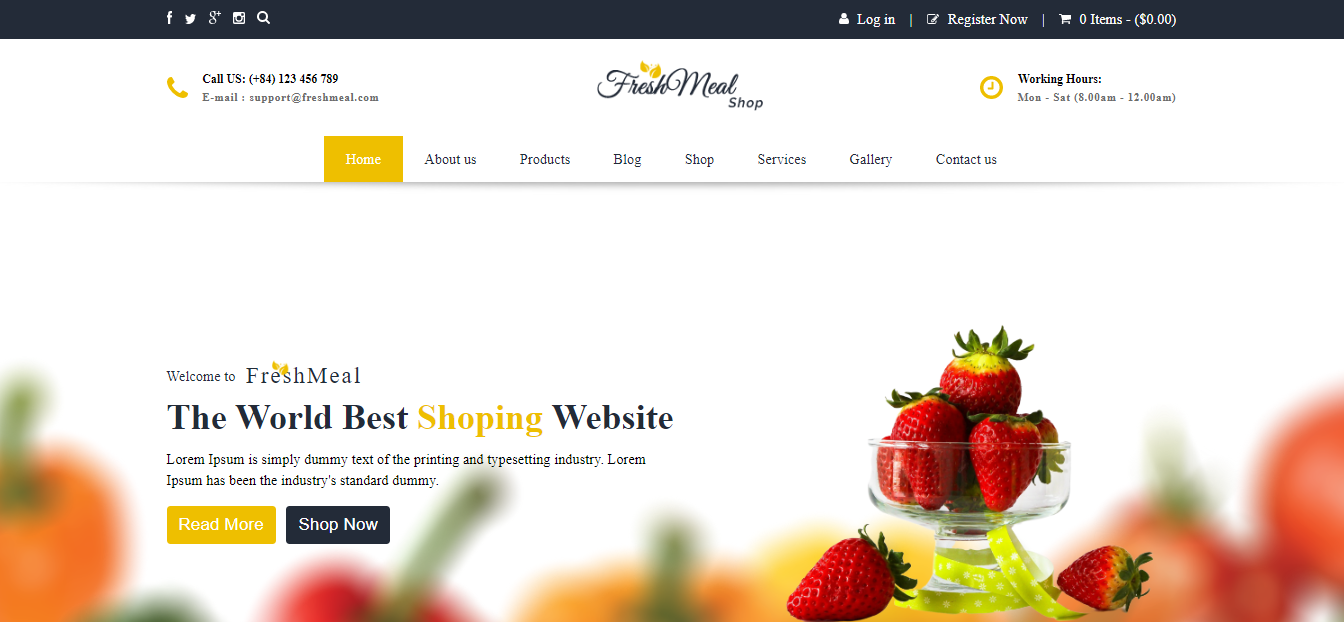 Log in | Register Now | 0 Items - ($0.00)
Call US: (+84) 123 456 789
E-mail : support@freshmeal.com
FreshMeal
Shop
Working Hours:
Mon - Sat (8.00am - 12.00am)
Home About us Products Blog Shop Services Gallery Contact us
Welcome to FreshMeal
The World Best Shoping Website
Lorem Ipsum is simply dummy text of the printing and typesetting industry. Lorem
Ipsum has been the industry's standard dummy.
Read More Shop Now